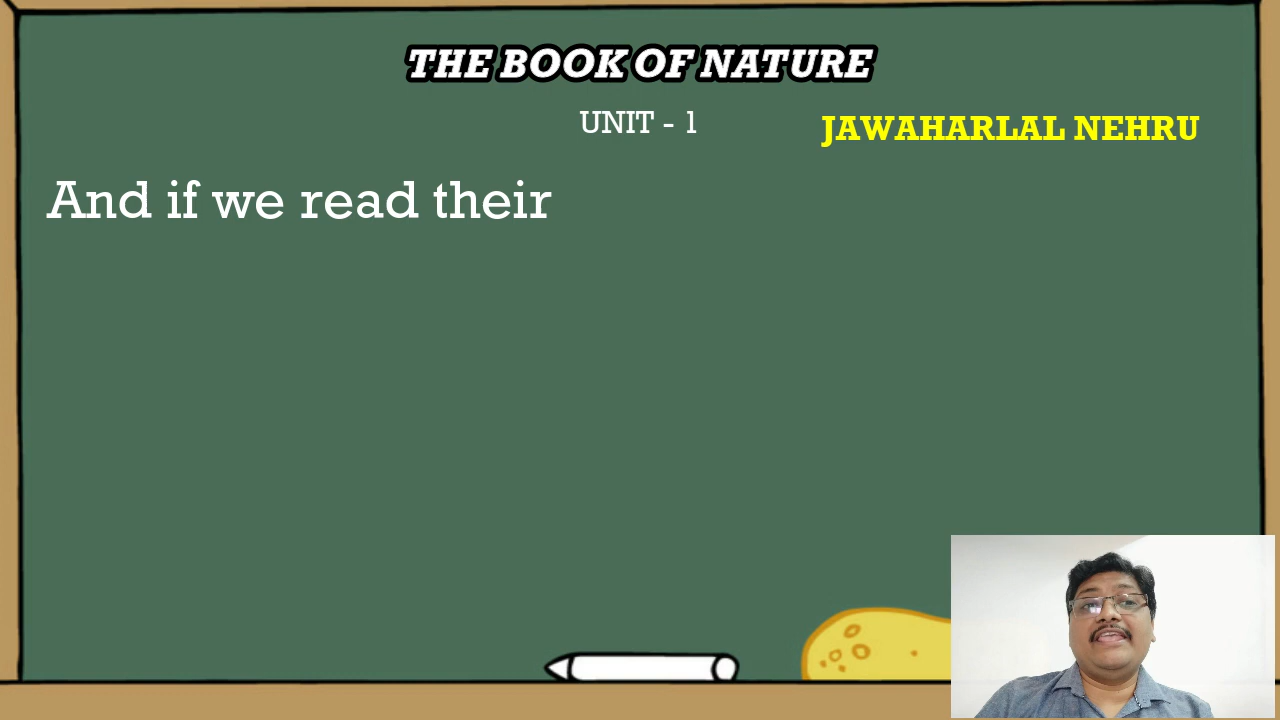 THE BOOK OF NATURE
UNIT - 1
JAWAHARLAL NEHRU
And if we read their